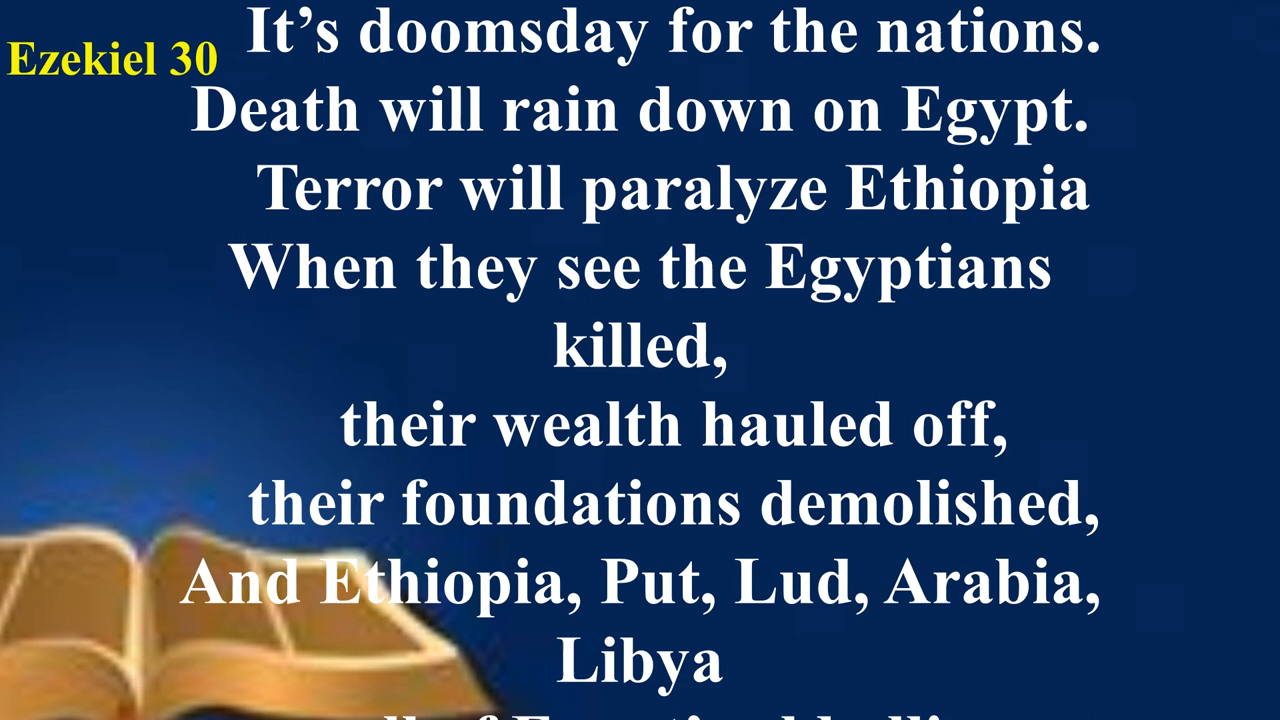 Ezekiel 30
It’s doomsday for the nations.
Death will rain down on Egypt.
Terror will paralyze Ethiopia
When they see the Egyptians
killed,
their wealth hauled off,
their foundations demolished,
And Ethiopia, Put, Lud, Arabia,
Libya